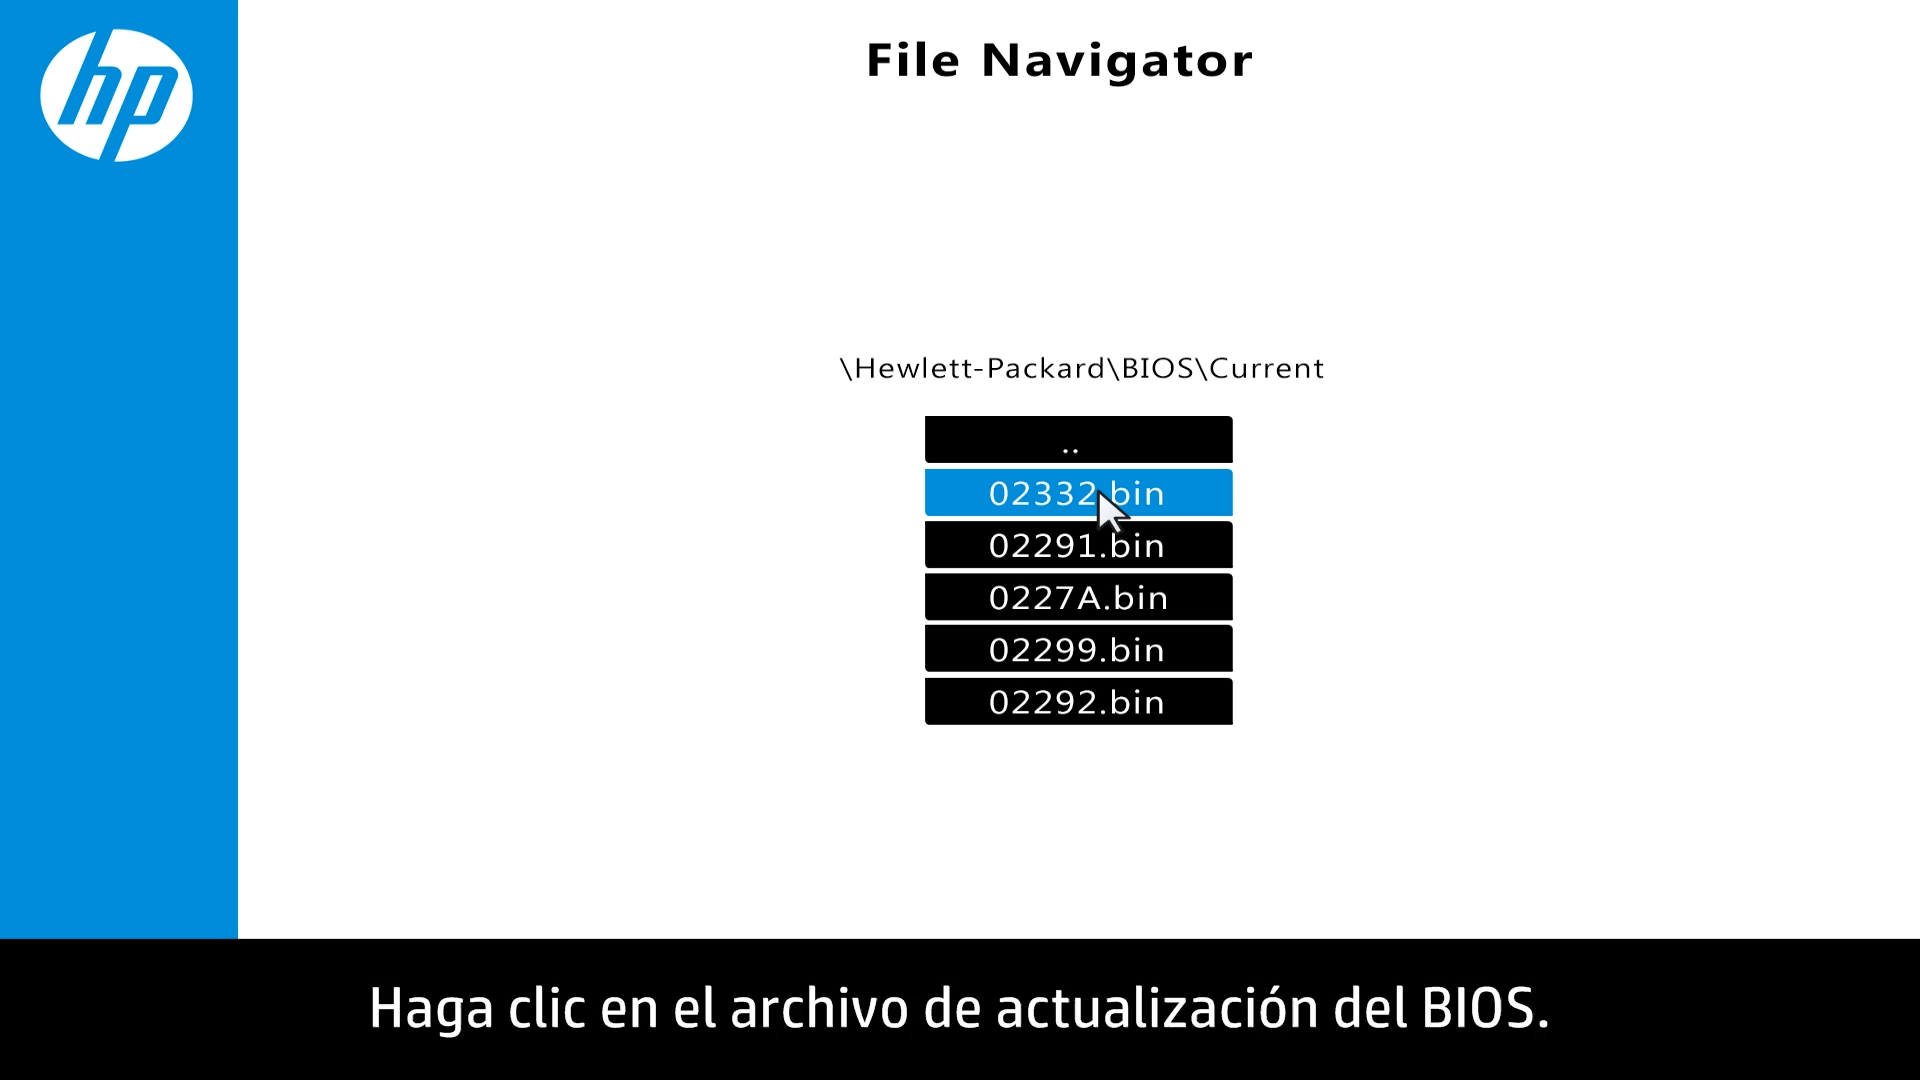 hp
File Navigator
\Hewlett-Packard\BIOS\Current
..
02332.bin
02291.bin
0227A.bin
02299.bin
02292.bin
Haga clic en el archivo de actualización del BIOS.